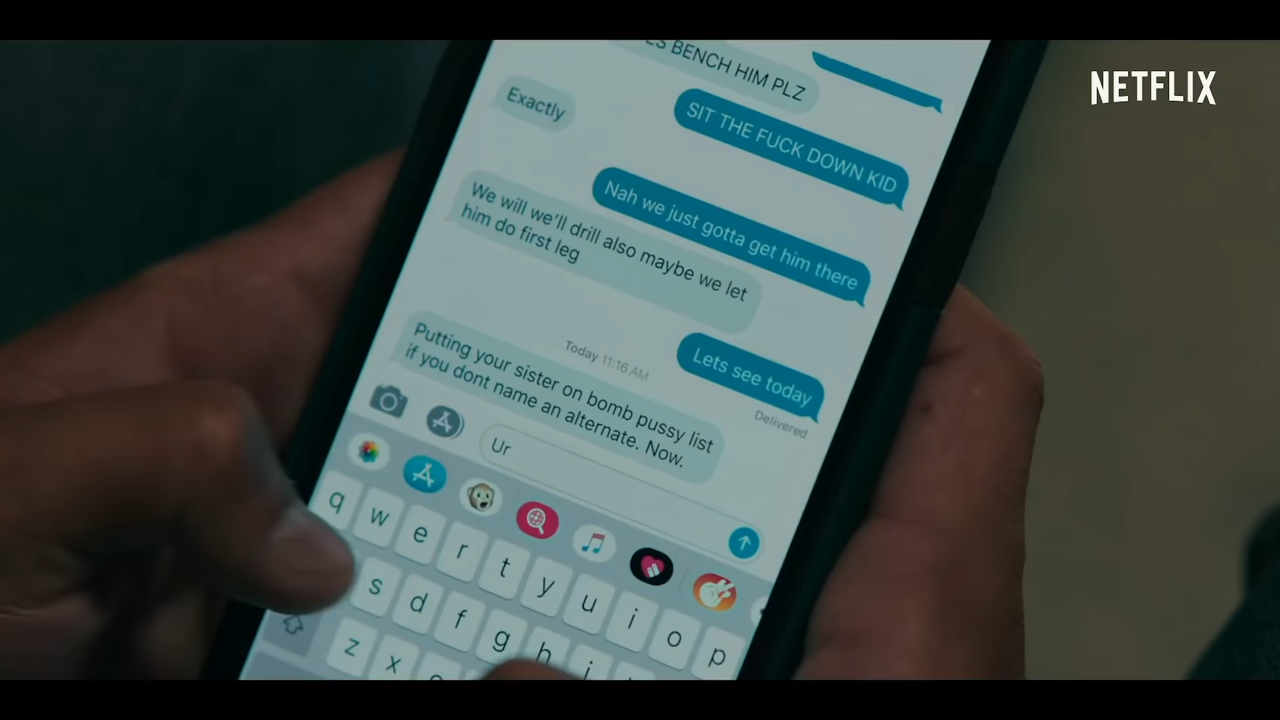 NETFLIX
ES BENCH HIM PLZ
SIT THE FUCK DOWN KID
Exactly
Nah we just gotta get him there
We will we'll drill also maybe we let
him do first leg
Lets see today
Delivered
Today 11:16 AM
Putting your sister on bomb pussy list
if you dont name an alternate. Now.
Ur
q w e r t y u i o p
s d f g h j
z x c